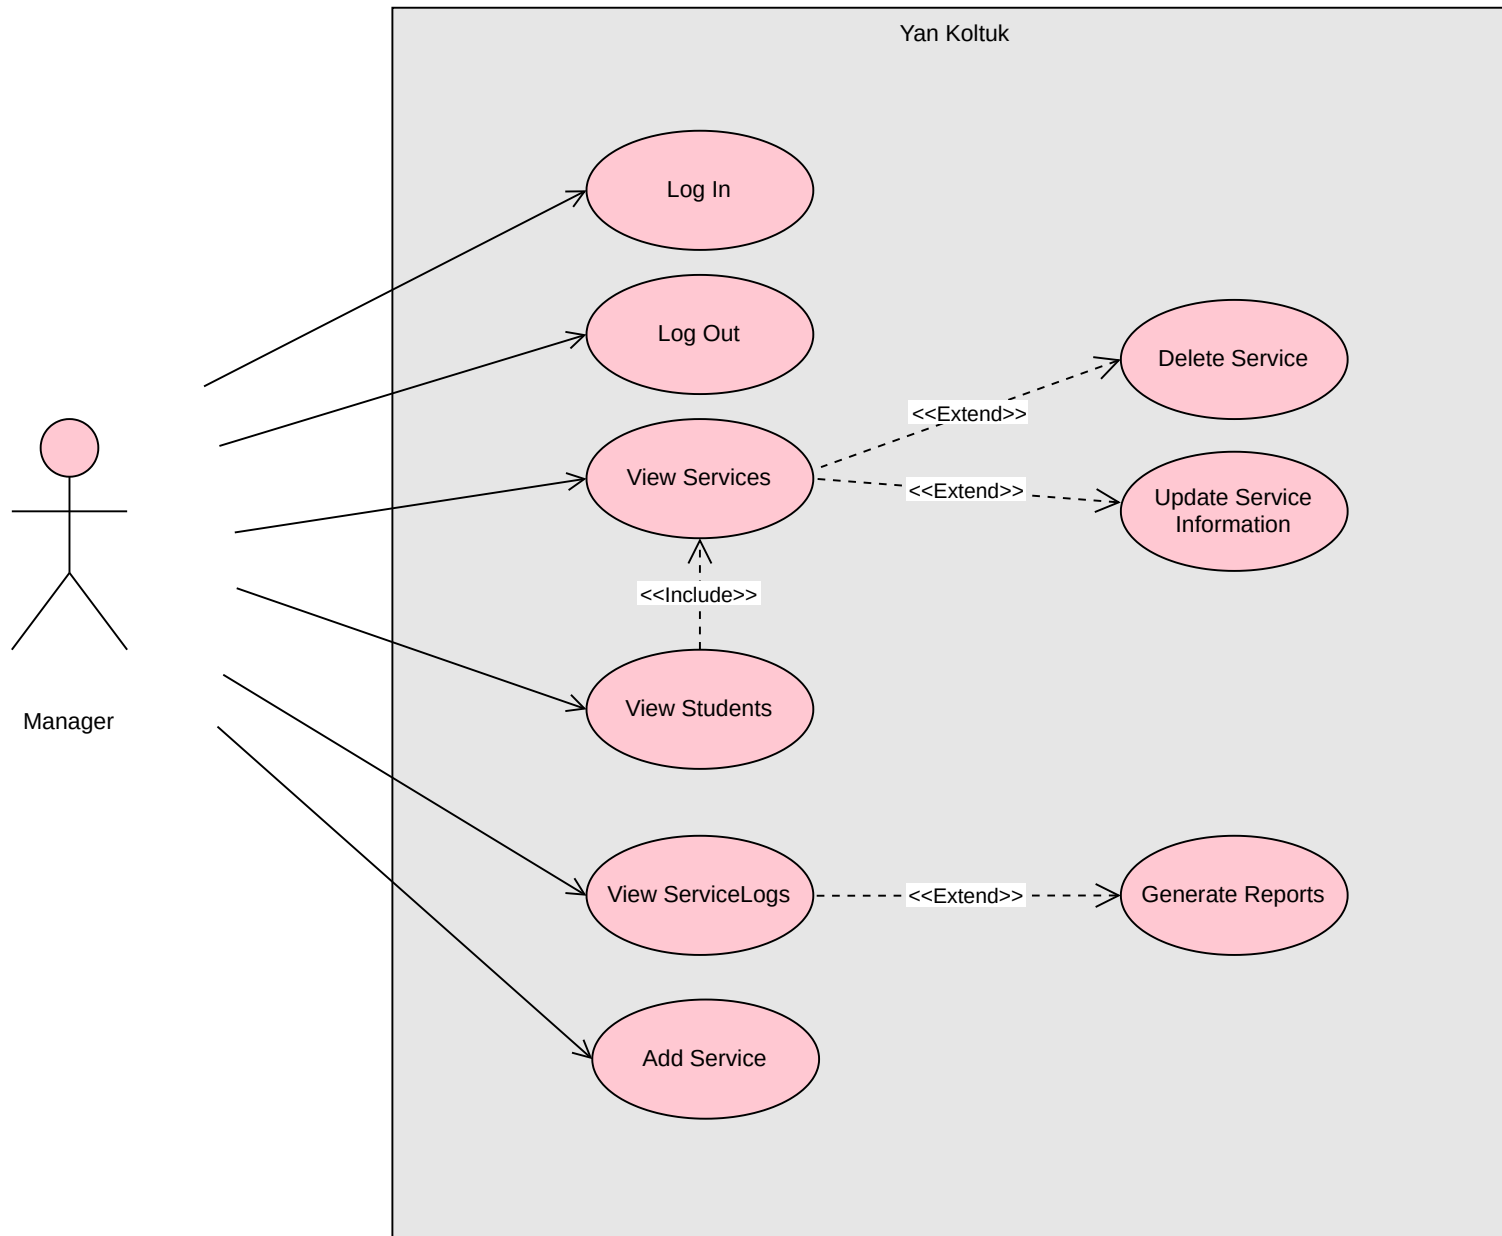 Yan Koltuk
Log In
Log Out
Delete Service
<<Extend>>
View Services
<<Extend>>
Update Service
Information
<<Include>>
View Students
Manager
View ServiceLogs
<<Extend>>
Generate Reports
Add Service